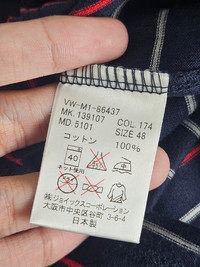 VW-M1-86437
MK.139107 COL 174
MD.5101 SIZE 48
コットン 100%
40
ネット使用
㈱ジョイックスコーポレーション
大阪市中央区谷町 3-6-4
日本製